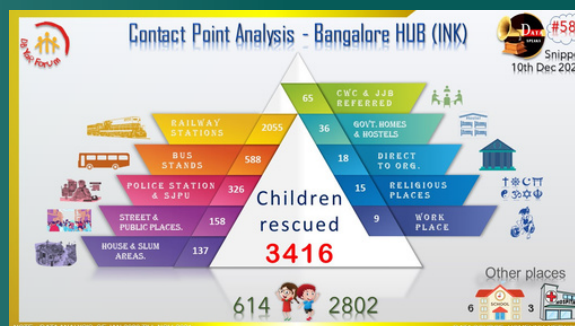 Contact Point Analysis - Bangalore HUB (INK)
DATA
SPEAKS
#58
Snipp
10th Dec 202
65
CWC & JJB
REFERRED
RAILWAY
STATIONS
2055
36
GOVT. HOMES
& HOSTELS
BUS
STANDS
588
18
DIRECT
TO ORG.
POLICE STATION
& SJPU
326
15
RELIGIOUS
PLACES
STREET &
PUBLIC PLACES.
158
9
WORK
PLACE
HOUSE & SLUM
AREAS.
137
Children
rescued
3416
614
2802
Other places
6
SCHOOL
3